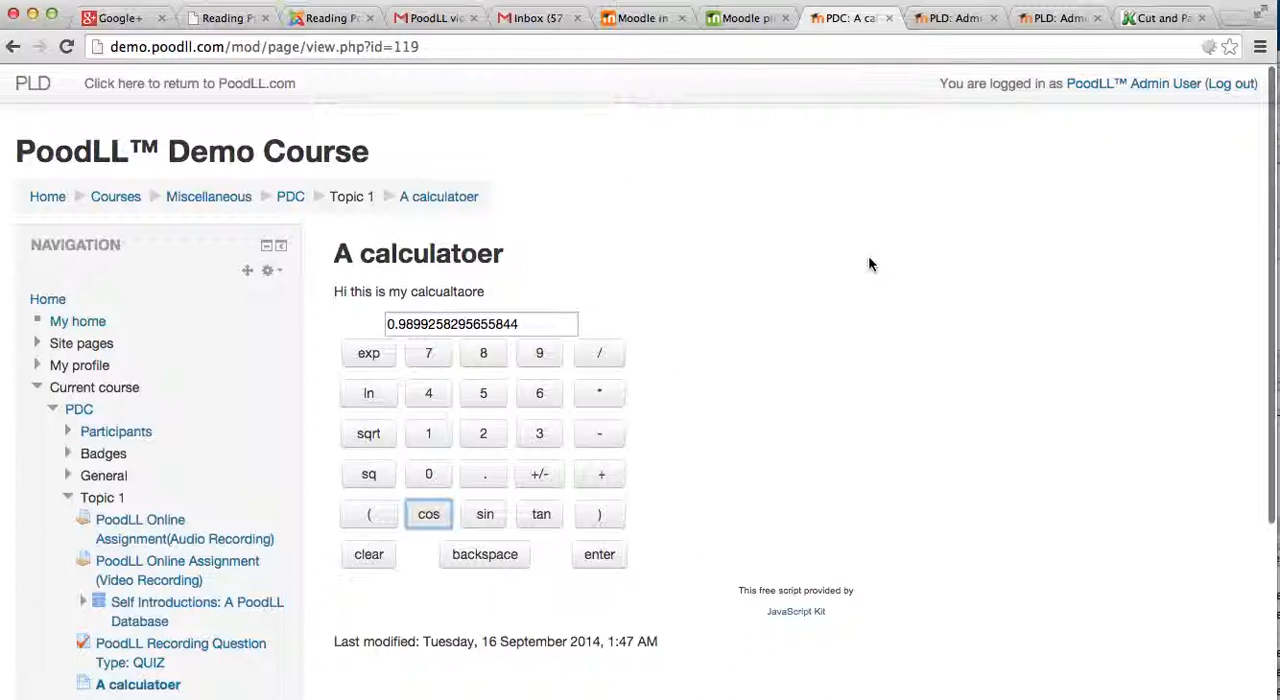 Google+
Reading P
Reading P
PoodLL vi
Inbox (57
Moodle in
Moodle pl
PDC: A ca
PLD: Adm
PLD: Adm
Cut and Pa
demo.poodll.com/mod/page/view.php?id=119
PLD Click here to return to PoodLL.com You are logged in as PoodLL™ Admin User (Log out)
PoodLL™ Demo Course
Home Courses Miscellaneous PDC Topic 1 A calculatoer
NAVIGATION
Home
My home
Site pages
My profile
Current course
PDC
Participants
Badges
General
Topic 1
PoodLL Online
Assignment(Audio Recording)
PoodLL Online Assignment
(Video Recording)
Self Introductions: A PoodLL
Database
PoodLL Recording Question
Type: QUIZ
A calculatoer
A calculatoer
Hi this is my calcualtaore
0.9899258295655844
exp 7 8 9 /
ln 4 5 6 *
sqrt 1 2 3 -
sq 0 . +/- +
( cos sin tan )
clear backspace enter
This free script provided by
JavaScript Kit
Last modified: Tuesday, 16 September 2014, 1:47 AM